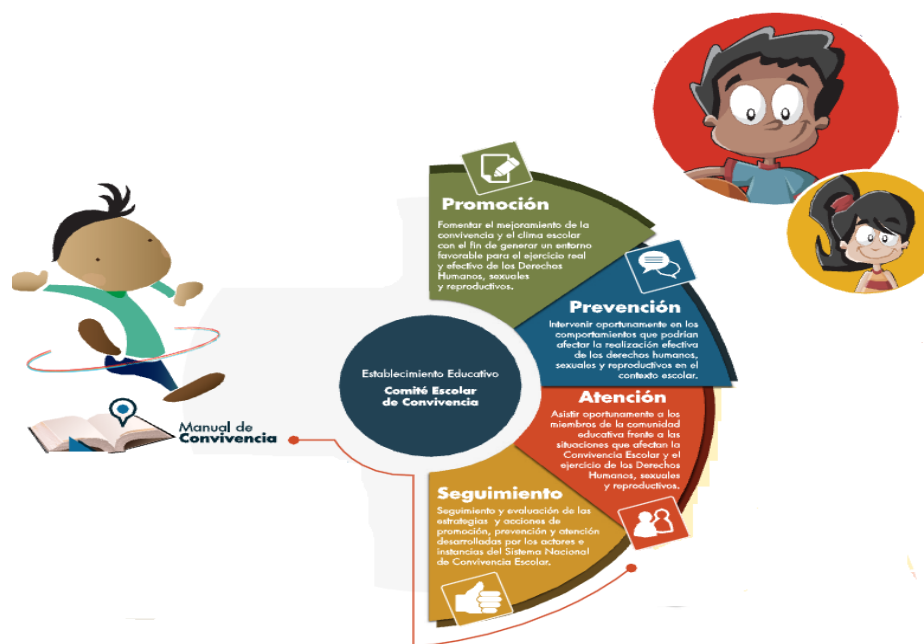 Promoción
Fomentar el mejoramiento de la
convivencia y el clima escolar
con el fin de generar un entorno
favorable para el ejercicio real
y efectivo de los Derechos
Humanos, sexuales
y reproductivos.
Prevención
Intervenir oportunamente en los
comportamientos que podrían
afectar la realización efectiva
de los derechos humanos,
sexuales y reproductivos en el
contexto escolar.
Establecimiento Educativo
Comité Escolar
de Convivencia
Atención
Asistir oportunamente a los
miembros de la comunidad
educativa frente a las
situaciones que afectan la
Convivencia Escolar y el
ejercicio de los Derechos
Humanos, sexuales
y reproductivos.
Manual de
Convivencia
Seguimiento
Seguimiento y evaluación de las
estrategias y acciones de
promoción, prevención y atención
desarrolladas por los actores e
instancias del Sistema Nacional
de Convivencia Escolar.